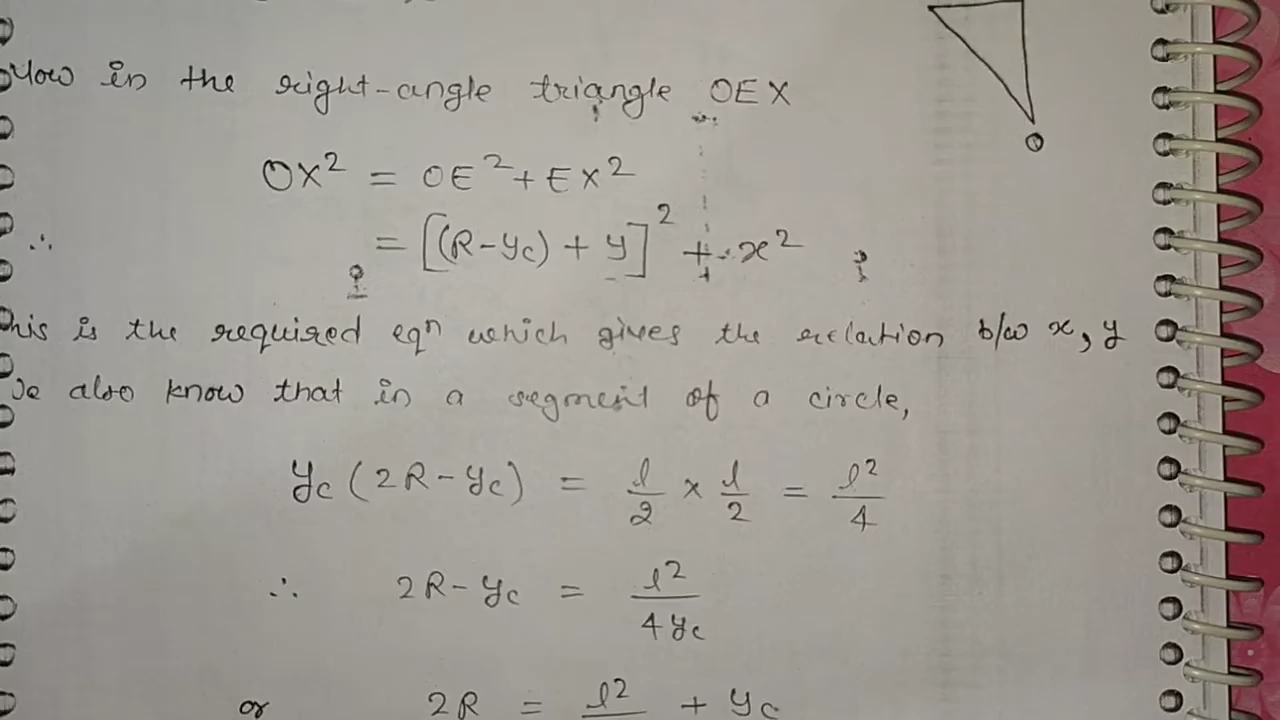 O
Now in the right-angle triangle OEX
OX² = OE² + EX²
∴ = [(R-yc) + y]² + x²
his is the required eqⁿ which gives the relation b/w x, y
we also know that in a segment of a circle,
yc (2R-yc) = l/2 × l/2 = l²/4
∴ 2R-yc = l²/4yc
or 2R = l² + yc